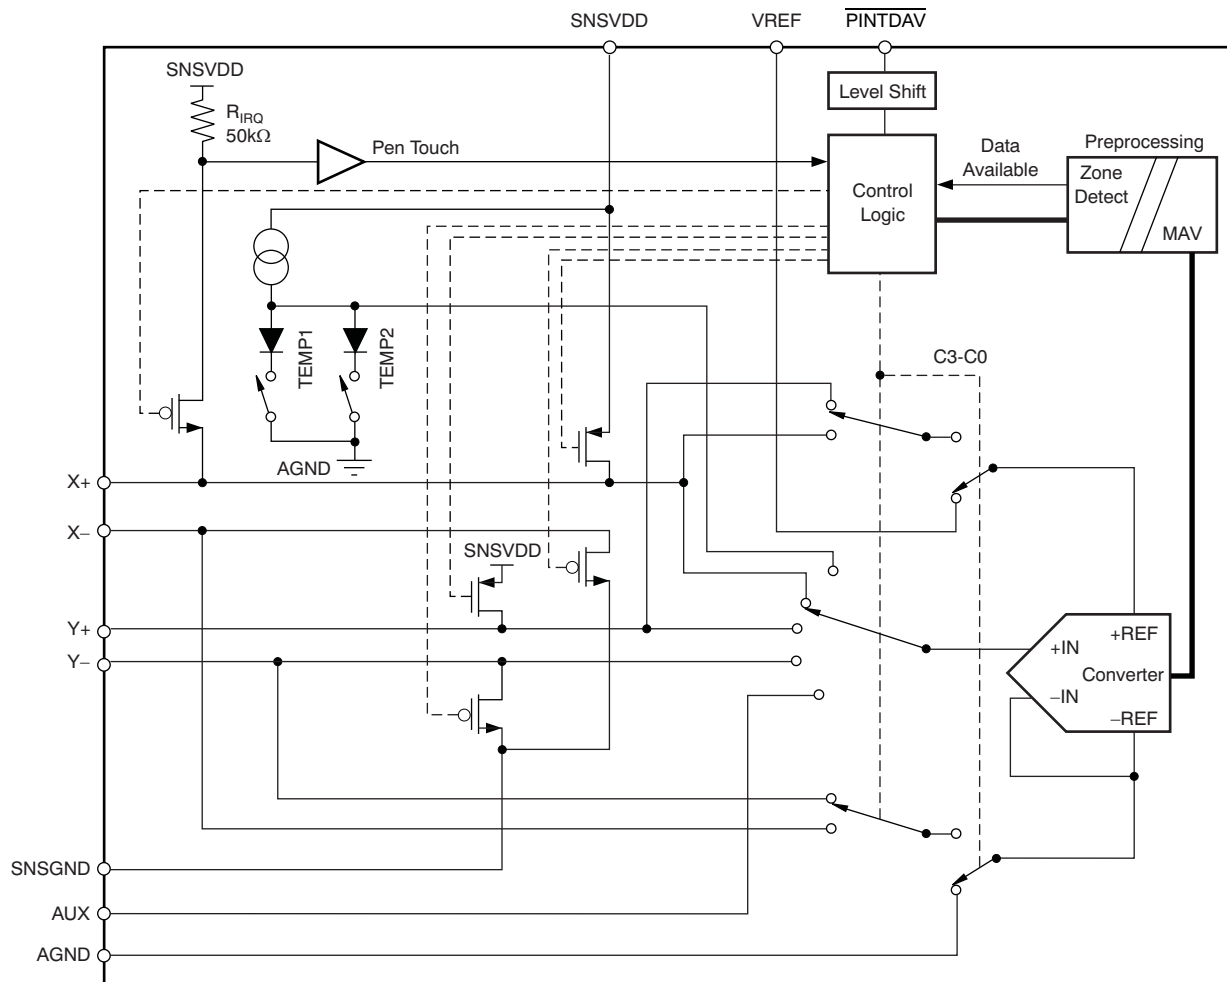 SNSVDD
VREF
PINTDAV
SNSVDD
R_IRQ
50kΩ
Level Shift
Pen Touch
Data
Available
Preprocessing
Zone
Detect
MAV
Control
Logic
TEMP1
TEMP2
C3-C0
AGND
X+
X–
SNSVDD
Y+
Y–
+IN
+REF
Converter
–IN
–REF
SNSGND
AUX
AGND